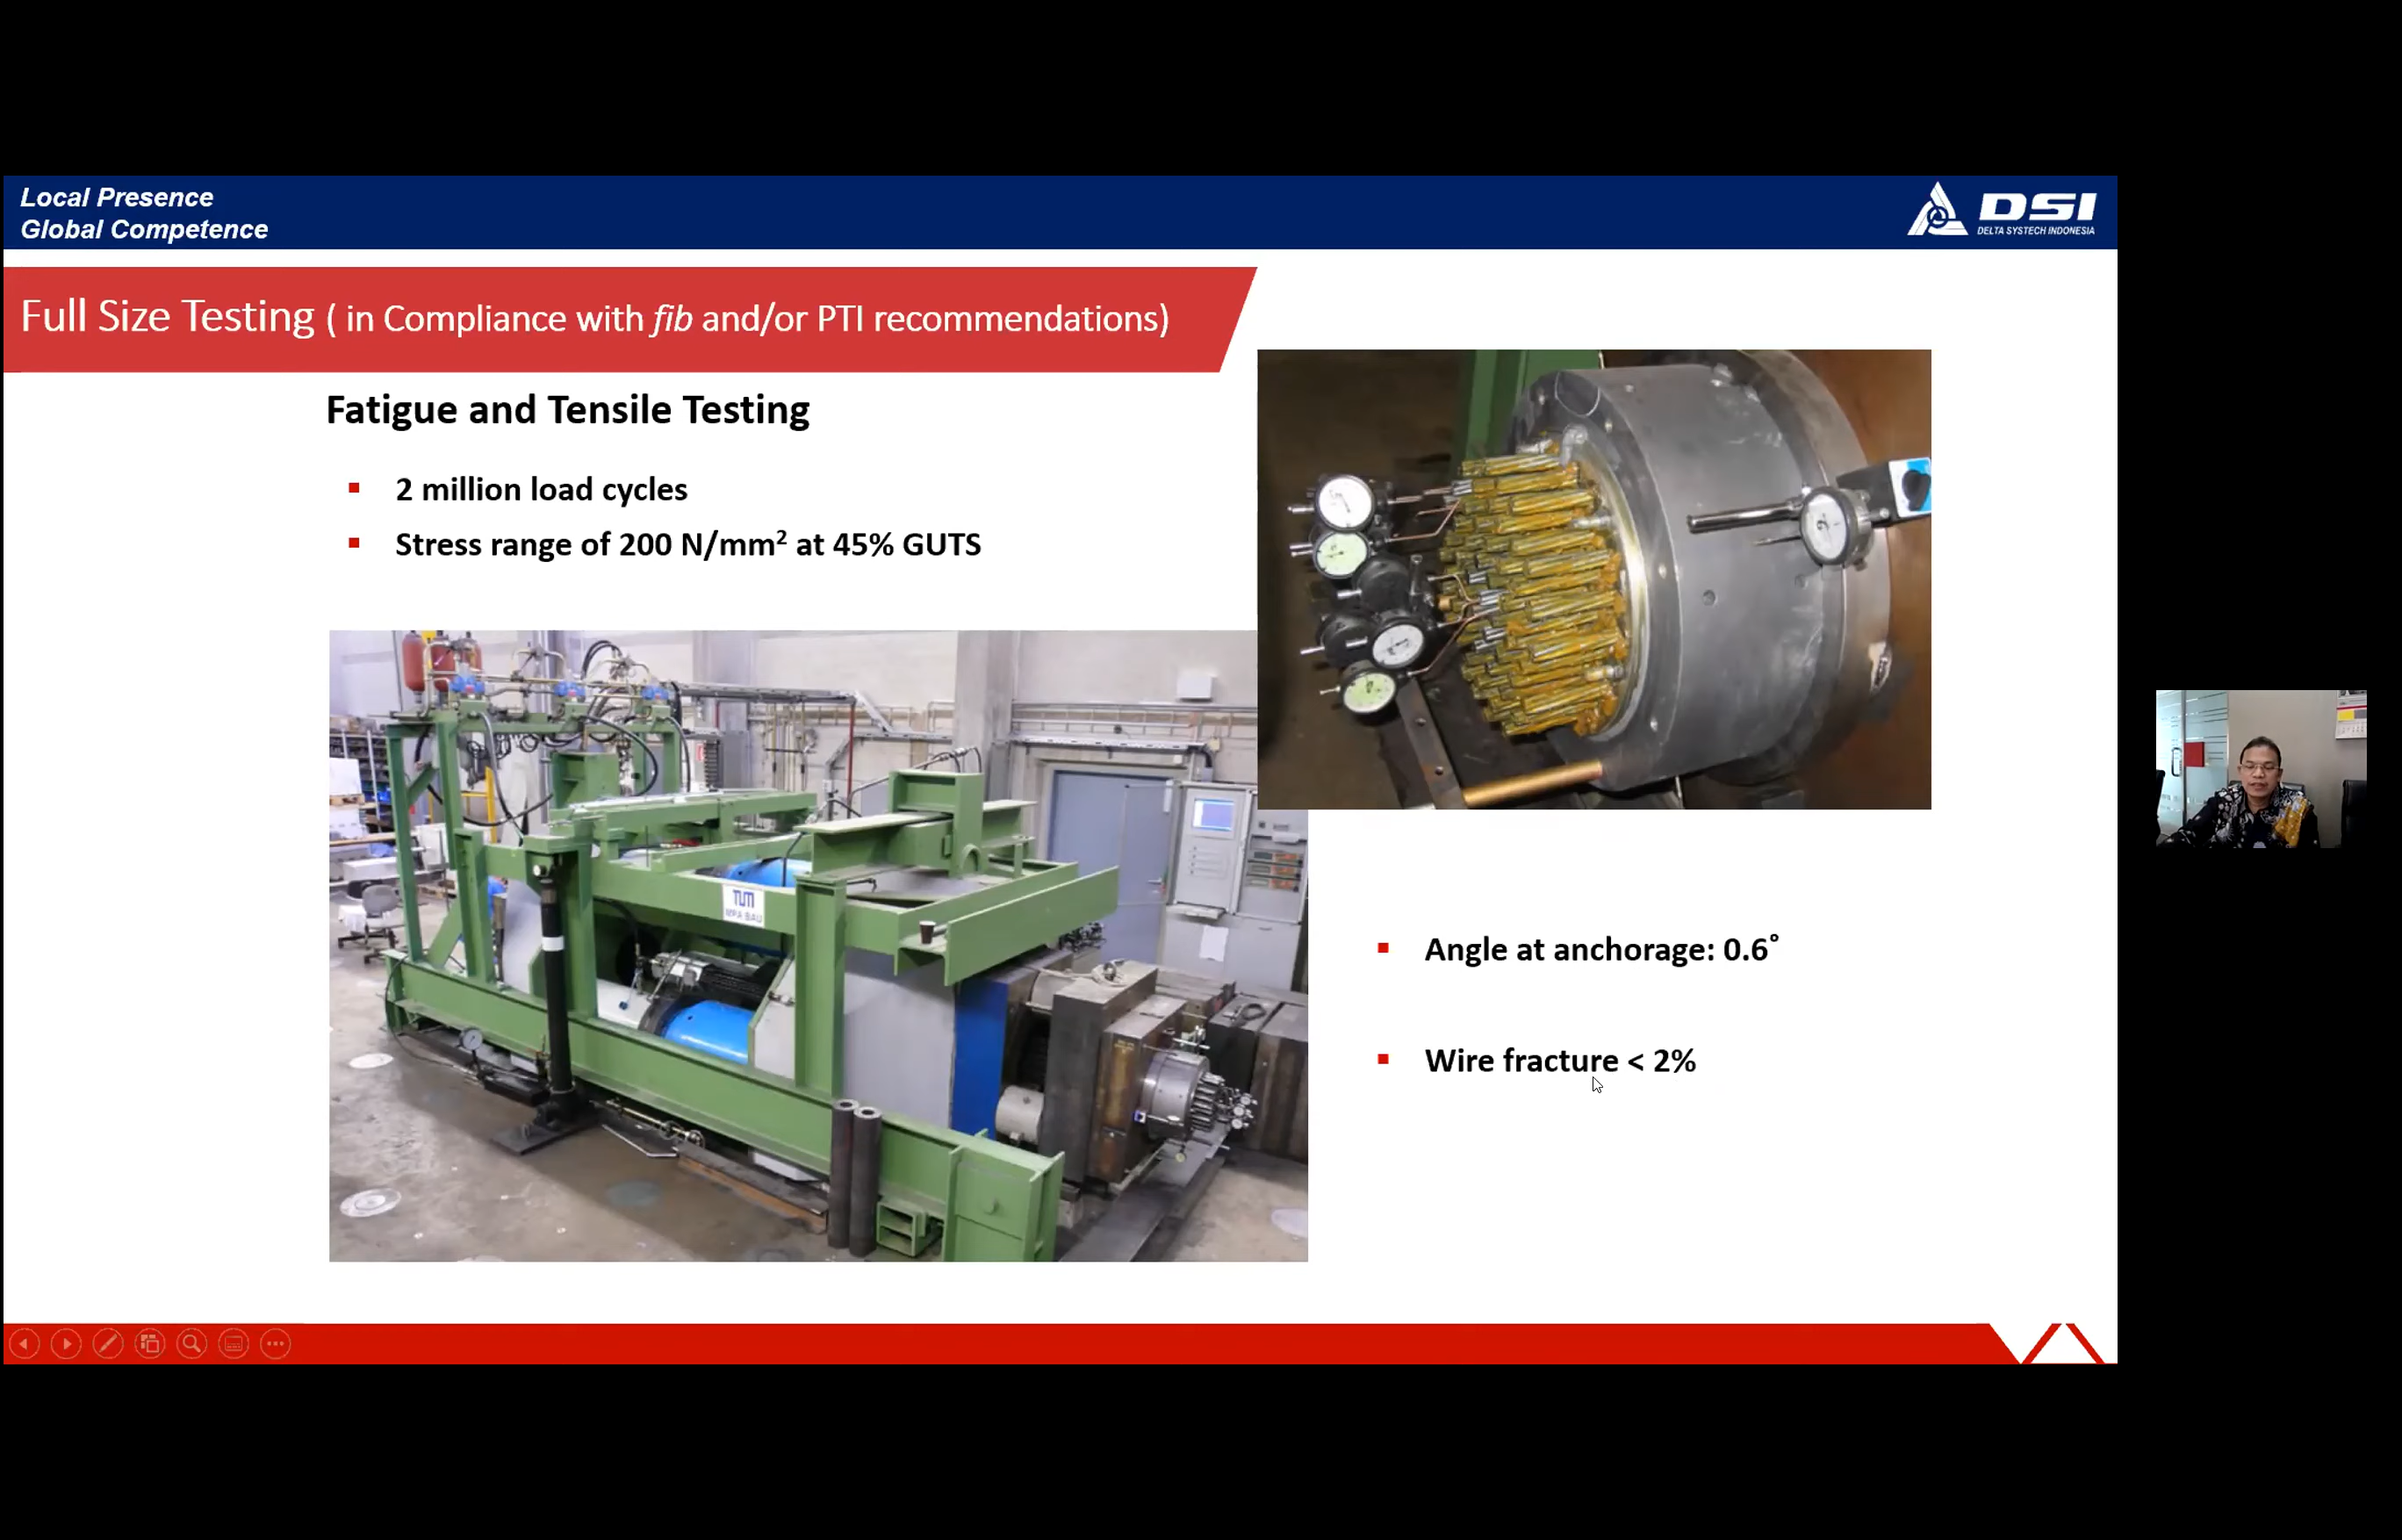 Local Presence
Global Competence
DSI
DELTA SYSTECH INDONESIA
Full Size Testing ( in Compliance with fib and/or PTI recommendations)
Fatigue and Tensile Testing
▪ 2 million load cycles
▪ Stress range of 200 N/mm² at 45% GUTS
TUM
MPA BAU
▪ Angle at anchorage: 0.6°
▪ Wire fracture < 2%